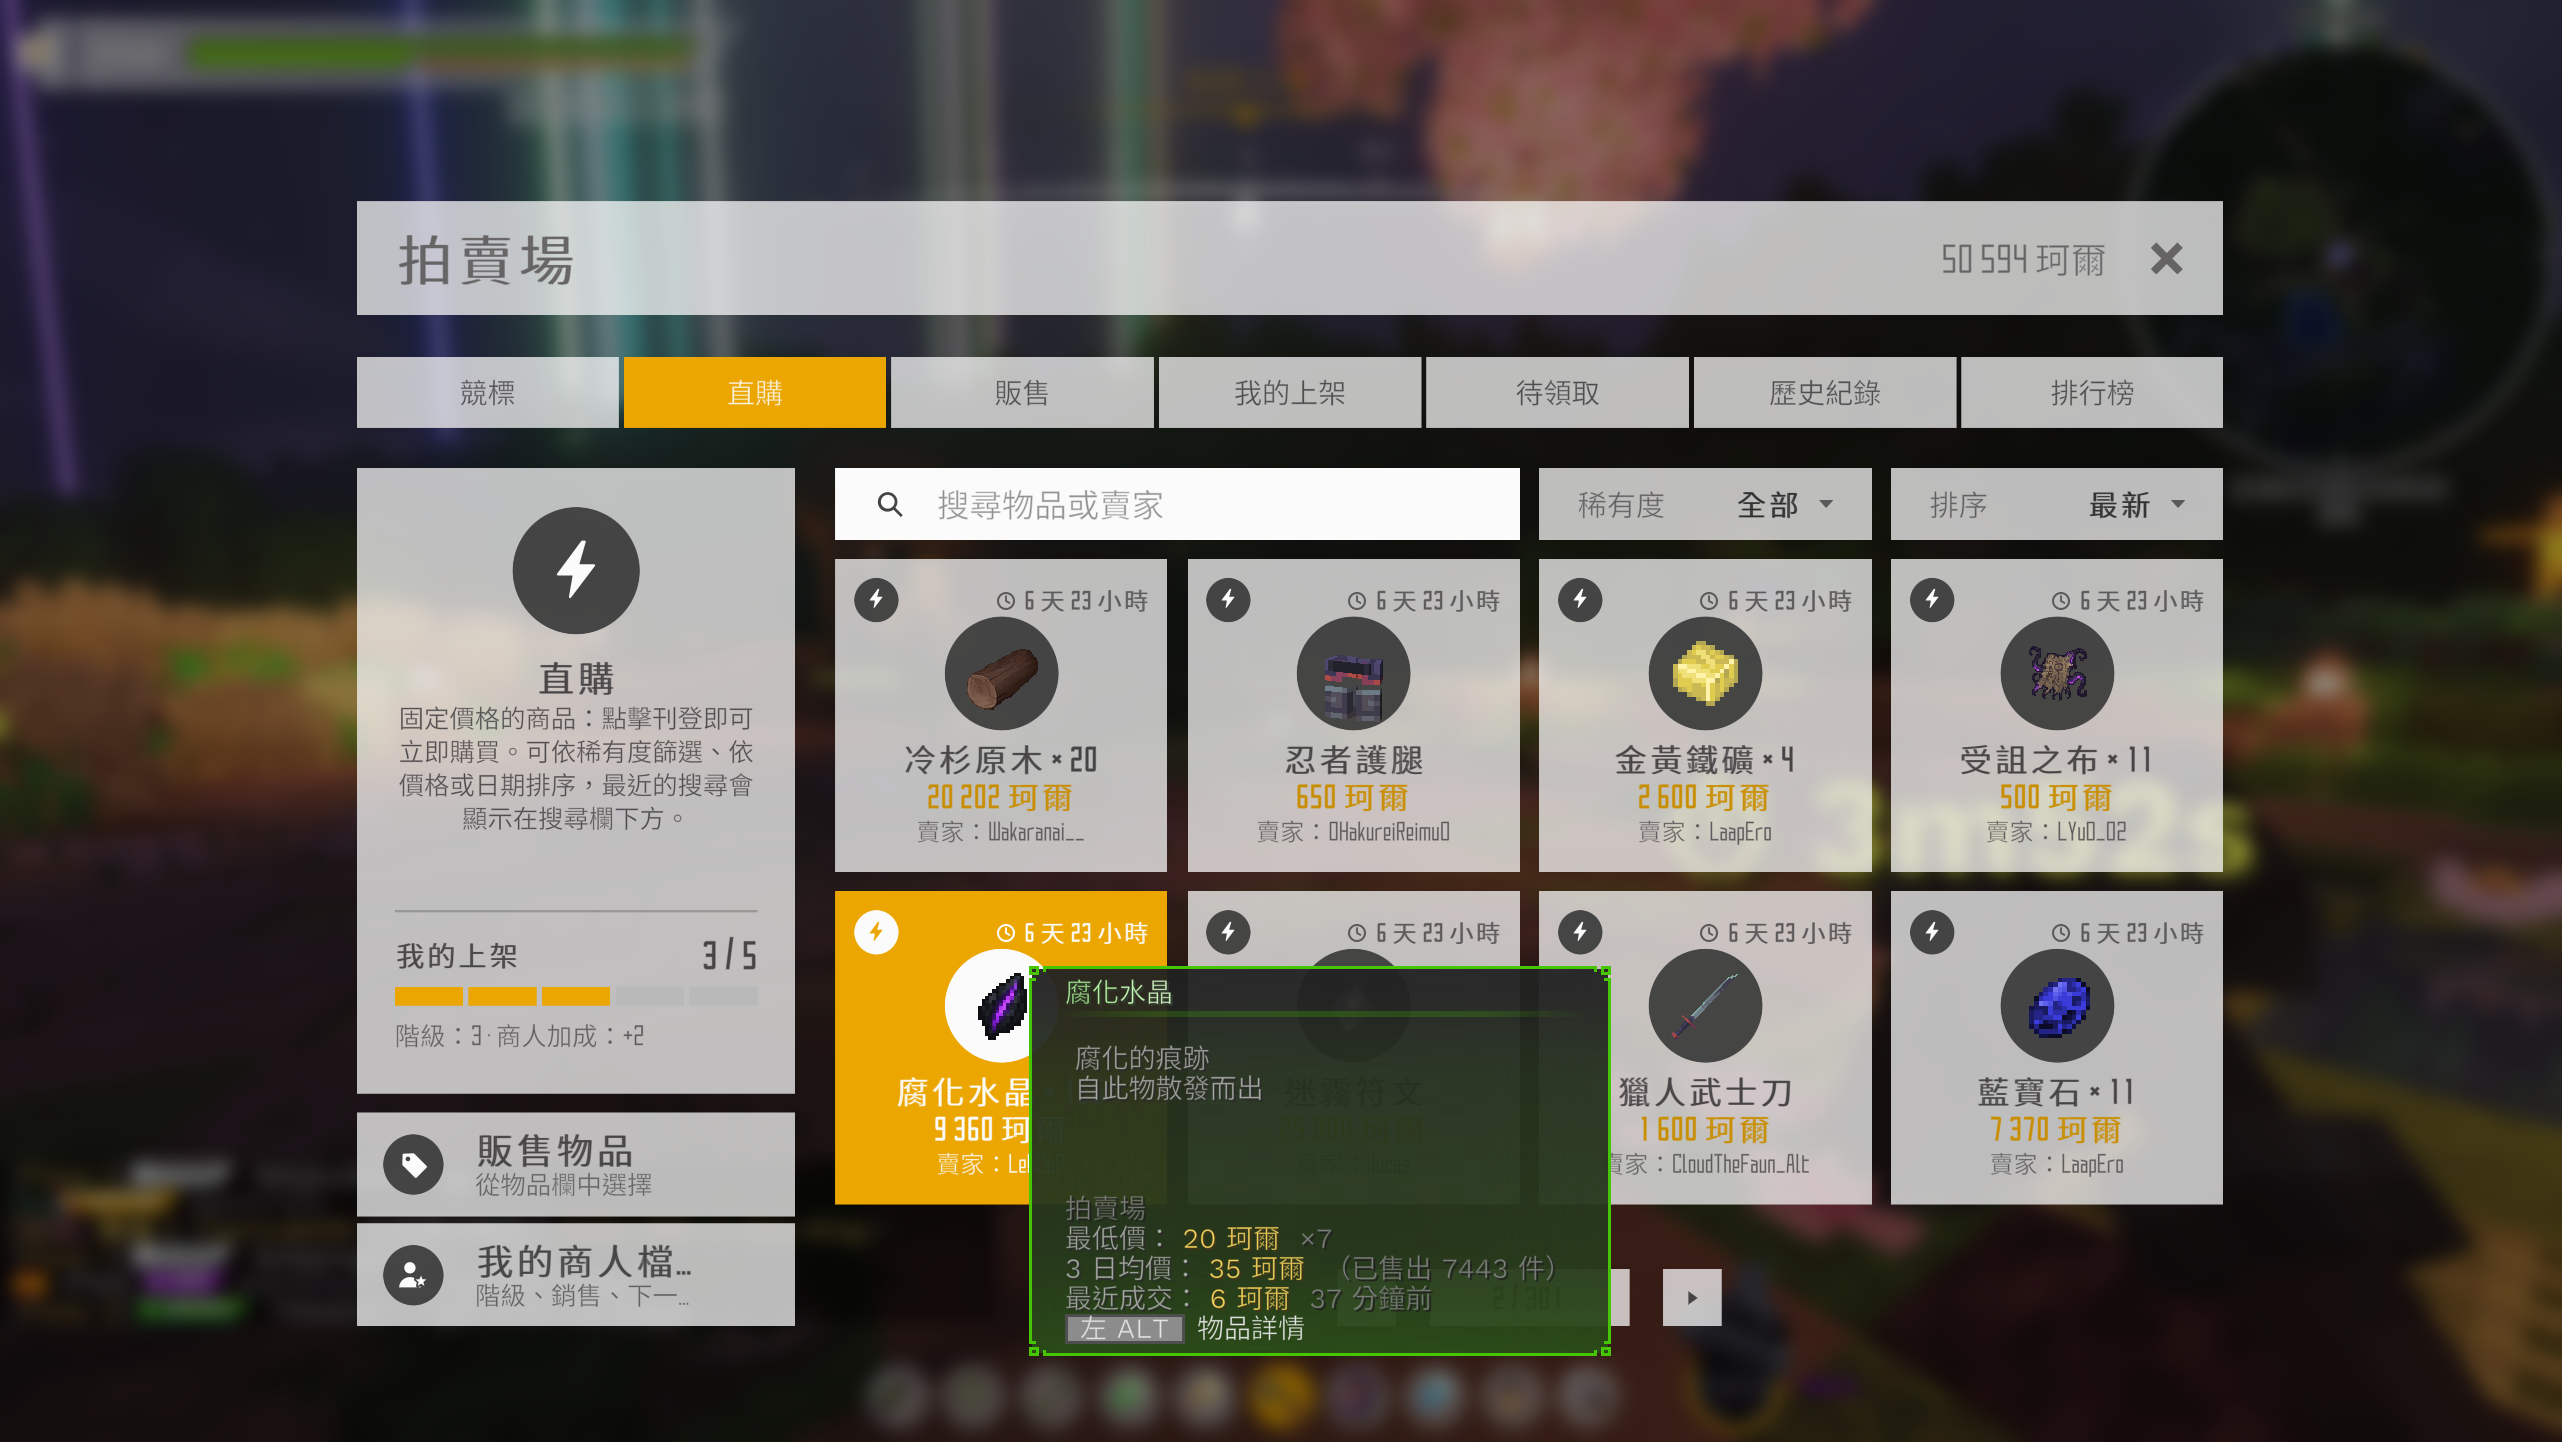 拍賣場
50 594 珂爾
競標
直購
販售
我的上架
待領取
歷史紀錄
排行榜
直購
固定價格的商品：點擊刊登即可
立即購買。可依稀有度篩選、依
價格或日期排序，最近的搜尋會
顯示在搜尋欄下方。
我的上架 3 / 5
階級：3 · 商人加成：+2
販售物品
從物品欄中選擇
我的商人檔...
階級、銷售、下一...
搜尋物品或賣家
稀有度 全部
排序 最新
6 天 23 小時
冷杉原木 × 20
20 202 珂爾
賣家：Wakaranai__
6 天 23 小時
忍者護腿
650 珂爾
賣家：0HakureiReimu0
6 天 23 小時
金黃鐵礦 × 4
2 600 珂爾
賣家：LaapEro
6 天 23 小時
受詛之布 × 11
500 珂爾
賣家：LYu0_02
3m32s
6 天 23 小時
腐化水晶
9 360 珂爾
賣家：Le
6 天 23 小時
迷霧符文
6 天 23 小時
獵人武士刀
1 600 珂爾
賣家：CloudTheFaun_Alt
6 天 23 小時
藍寶石 × 11
7 370 珂爾
賣家：LaapEro
腐化水晶
腐化的痕跡
自此物散發而出
拍賣場
最低價： 20 珂爾 ×7
3 日均價： 35 珂爾 （已售出 7443 件）
最近成交： 6 珂爾 37 分鐘前
左 ALT 物品詳情
2 / 301